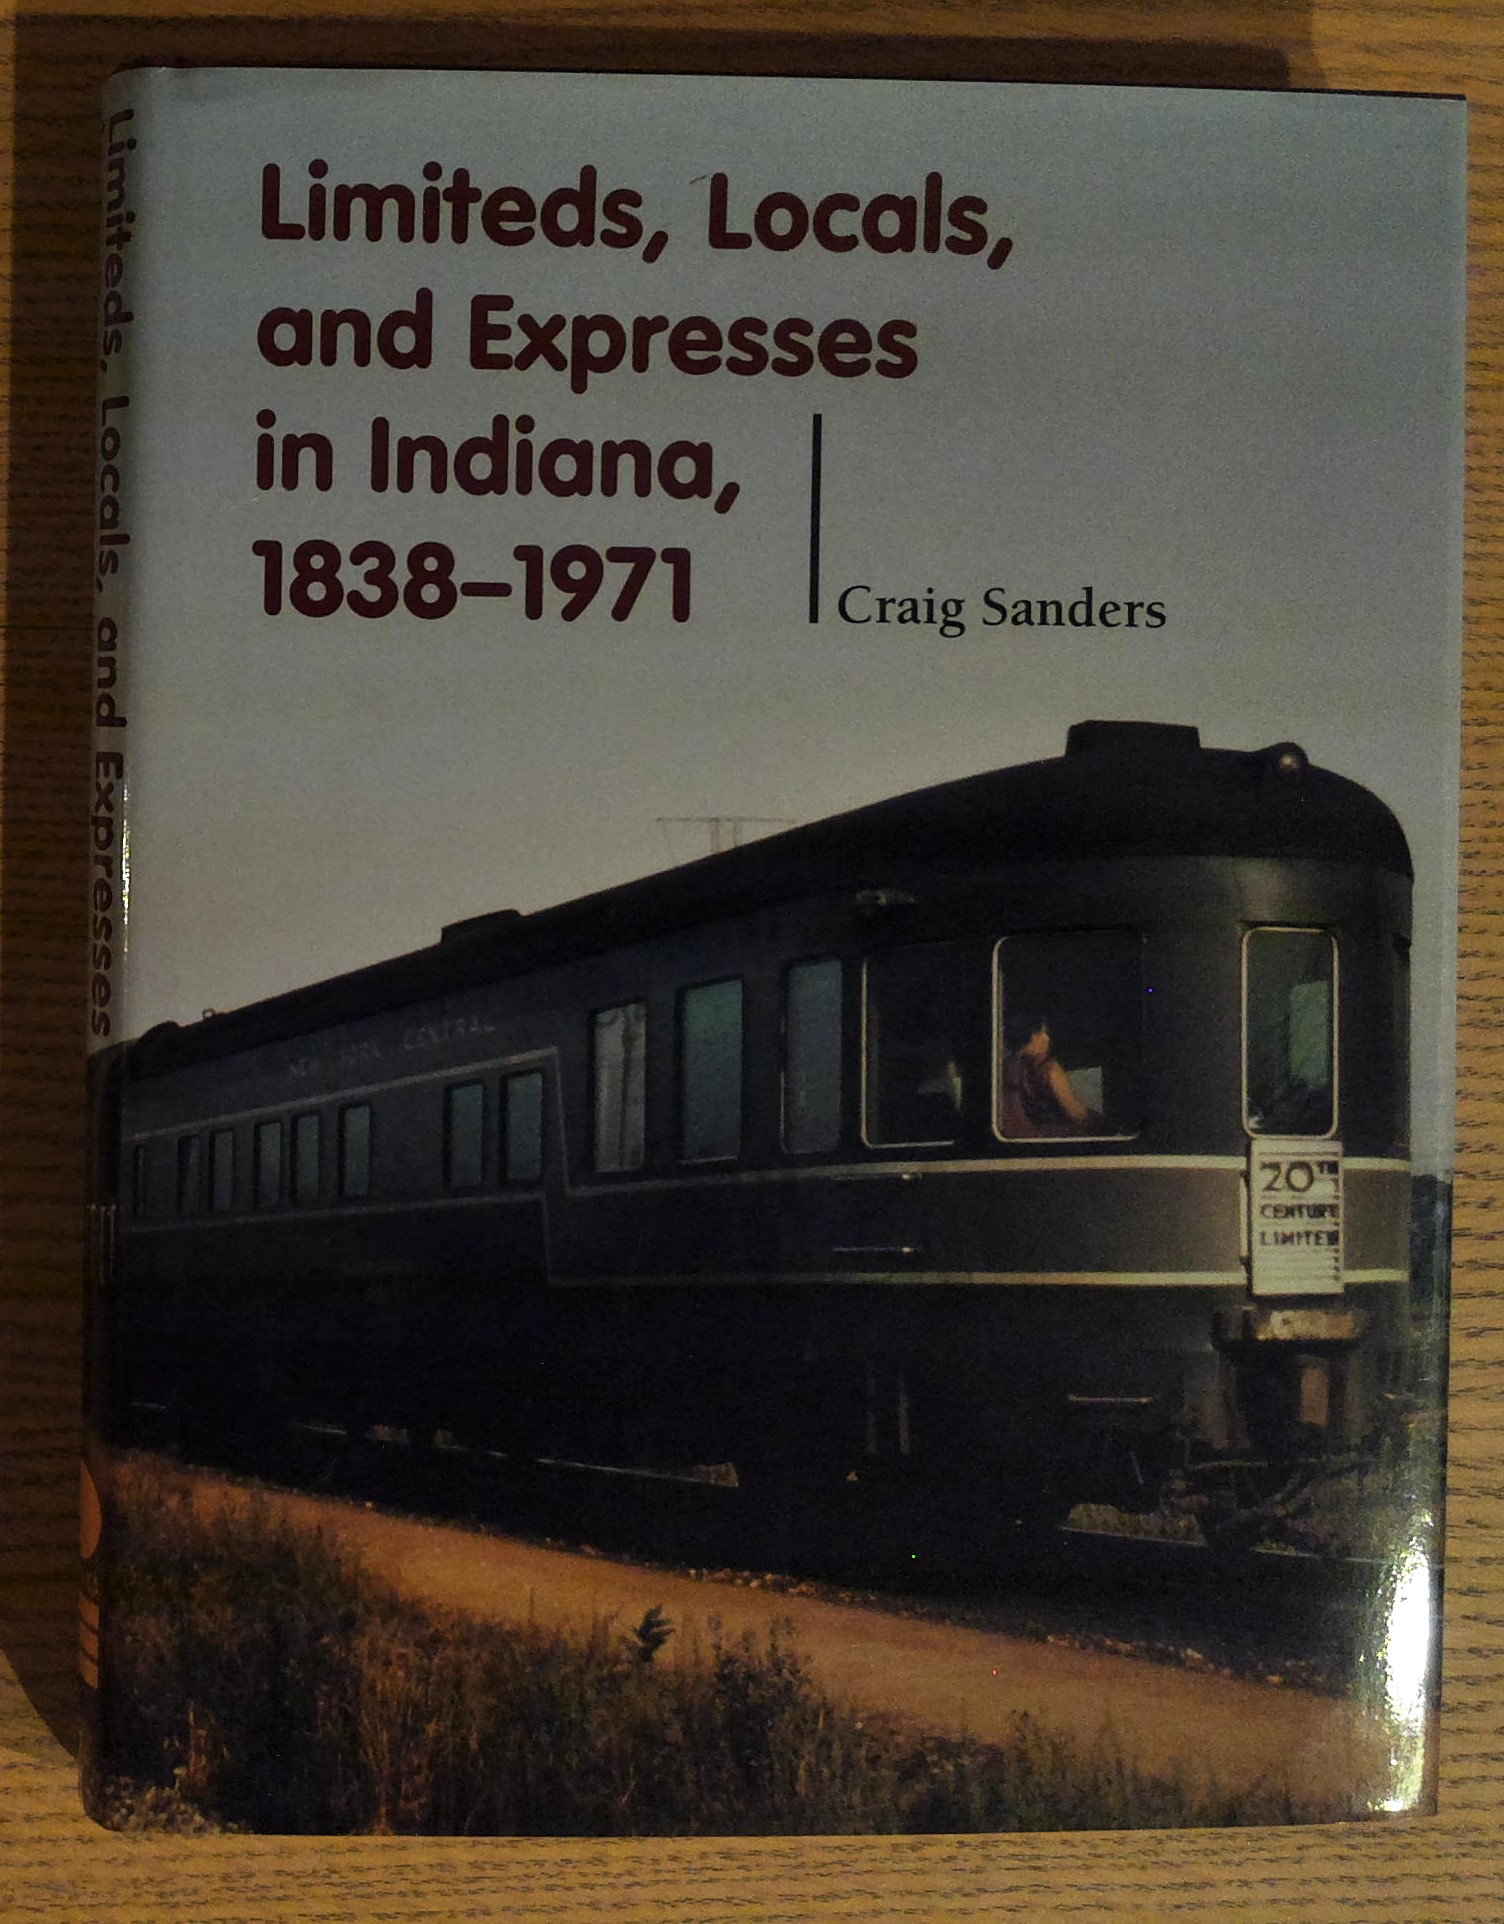 Limiteds, Locals,
and Expresses
in Indiana,
1838–1971
Craig Sanders
Limiteds, Locals, and Expresses
NEW YORK CENTRAL
20TH
CENTURY
LIMITED